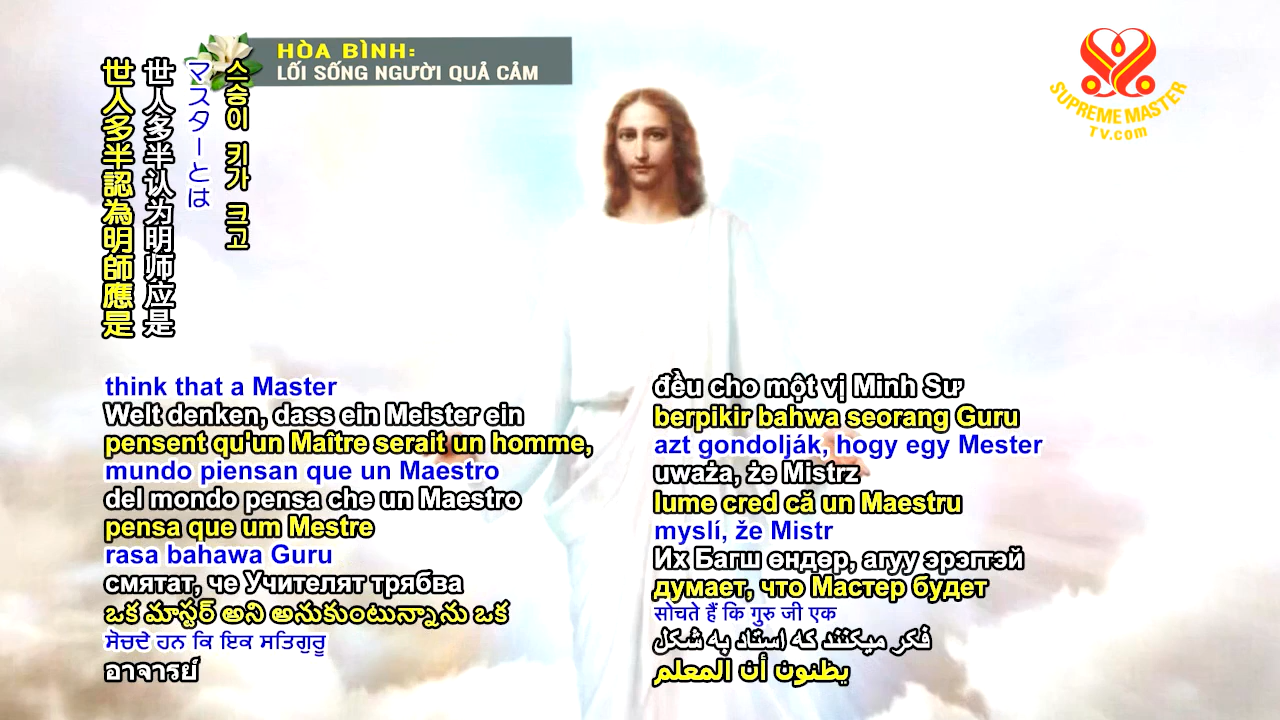 HÒA BÌNH:
LỐI SỐNG NGƯỜI QUẢ CẢM
SUPREME MASTER
TV.com
世人多半認為明師應是
世人多半认为明师应是
マスターとは
스승이 키가 크고
think that a Master
Welt denken, dass ein Meister ein
pensent qu'un Maître serait un homme,
mundo piensan que un Maestro
del mondo pensa che un Maestro
pensa que um Mestre
rasa bahawa Guru
смятат, че Учителят трябва
ఒక మాస్టర్ అని అనుకుంటున్నాను ఒక
ਸੋਚਦੇ ਹਨ ਕਿ ਇਕ ਸਤਿਗੁਰੂ
อาจารย์
đều cho một vị Minh Sư
berpikir bahwa seorang Guru
azt gondolják, hogy egy Mester
uważa, że Mistrz
lume cred că un Maestru
myslí, že Mistr
Их Багш өндөр, агуу эрэгтэй
думает, что Мастер будет
सोचते हैं कि गुरु जी एक
فکر میکنند که استاد به شکل
يظنون أن المعلم